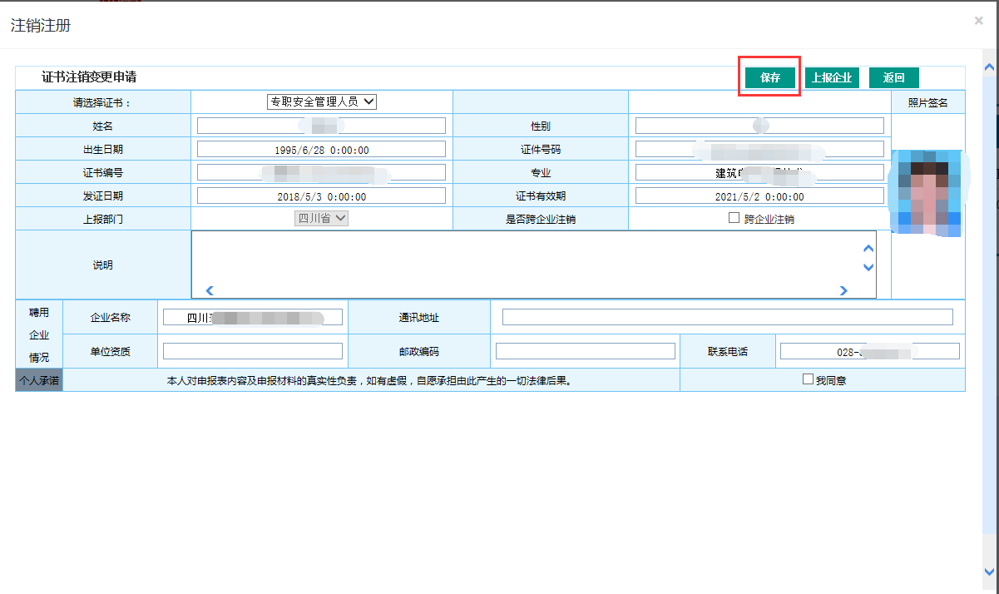 注销注册
×
证书注销变更申请
保存 上报企业 返回
请选择证书： 专职安全管理人员 照片签名
姓名 性别
出生日期 1995/6/28 0:00:00 证件号码
证书编号 专业 建筑
发证日期 2018/5/3 0:00:00 证书有效期 2021/5/2 0:00:00
上报部门 四川省 是否跨企业注销 跨企业注销
说明
聘用企业情况 企业名称 四川 通讯地址
单位资质 邮政编码 联系电话 028-
个人承诺 本人对申报表内容及申报材料的真实性负责，如有虚假，自愿承担由此产生的一切法律后果。 我同意